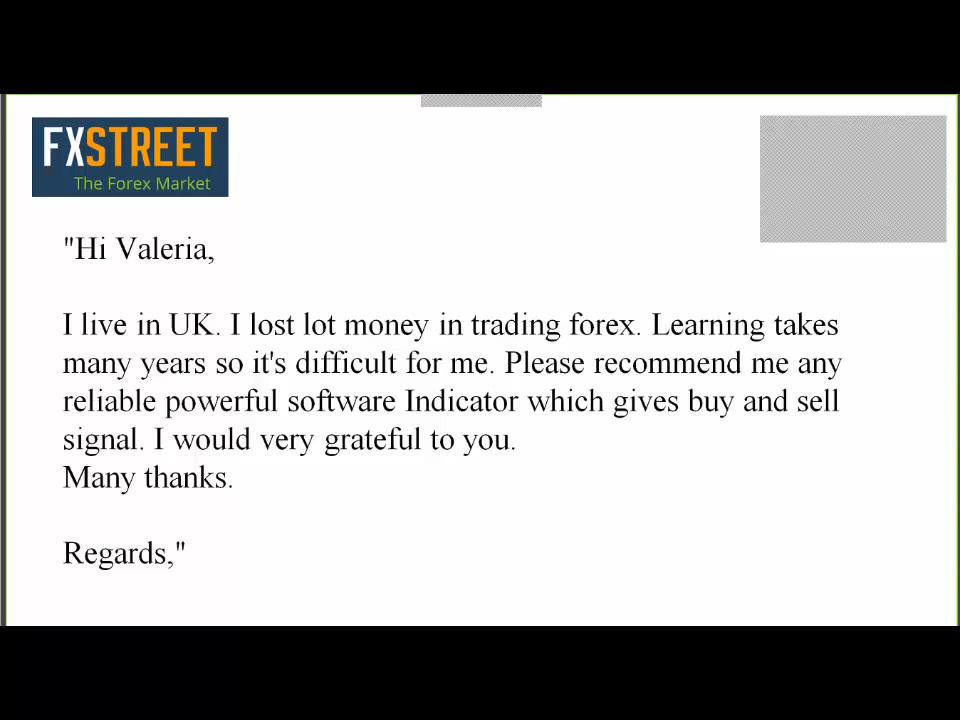 FXSTREET
The Forex Market
"Hi Valeria,
I live in UK. I lost lot money in trading forex. Learning takes
many years so it's difficult for me. Please recommend me any
reliable powerful software Indicator which gives buy and sell
signal. I would very grateful to you.
Many thanks.
Regards,"